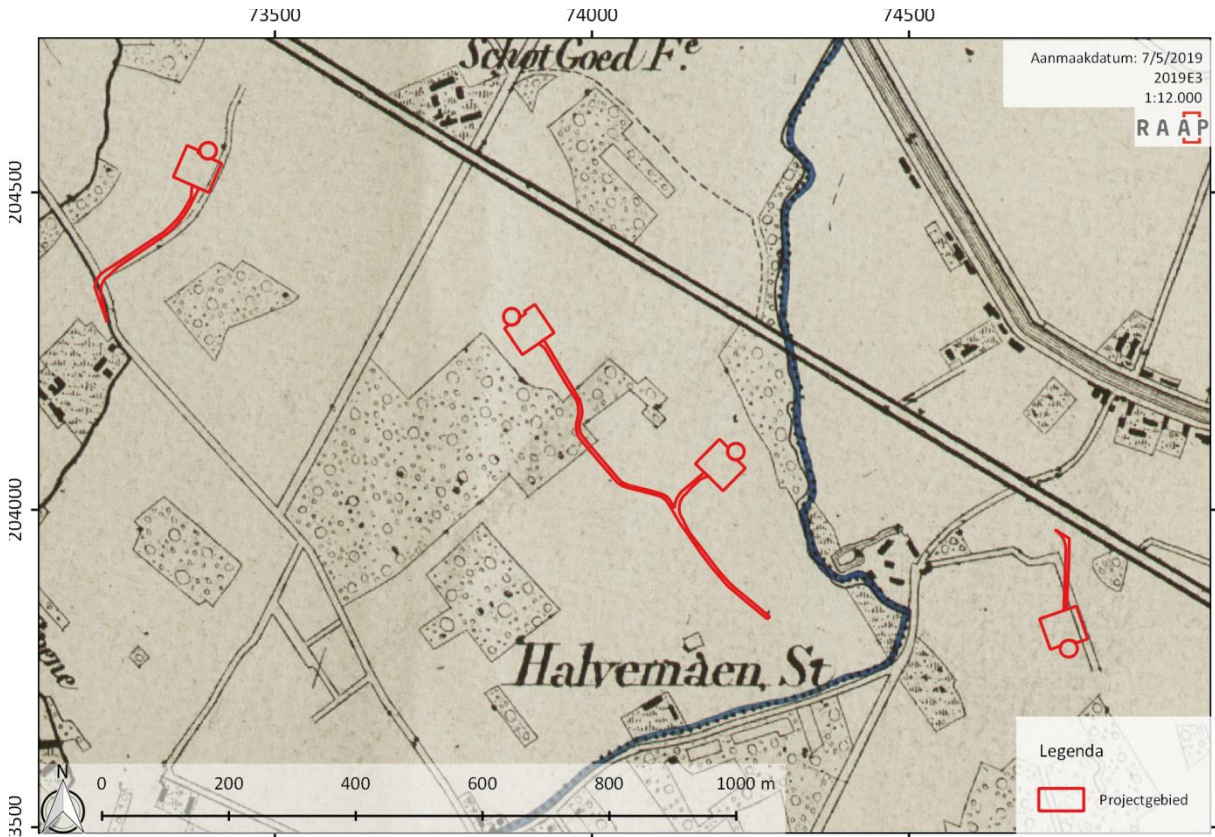 73500 74000 74500
Schot Goed F.e
Aanmaakdatum: 7/5/2019
2019E3
1:12.000
RAAP
204500
204000
Halvemaen St
Legenda
Projectgebied
N
0 200 400 600 800 1000 m